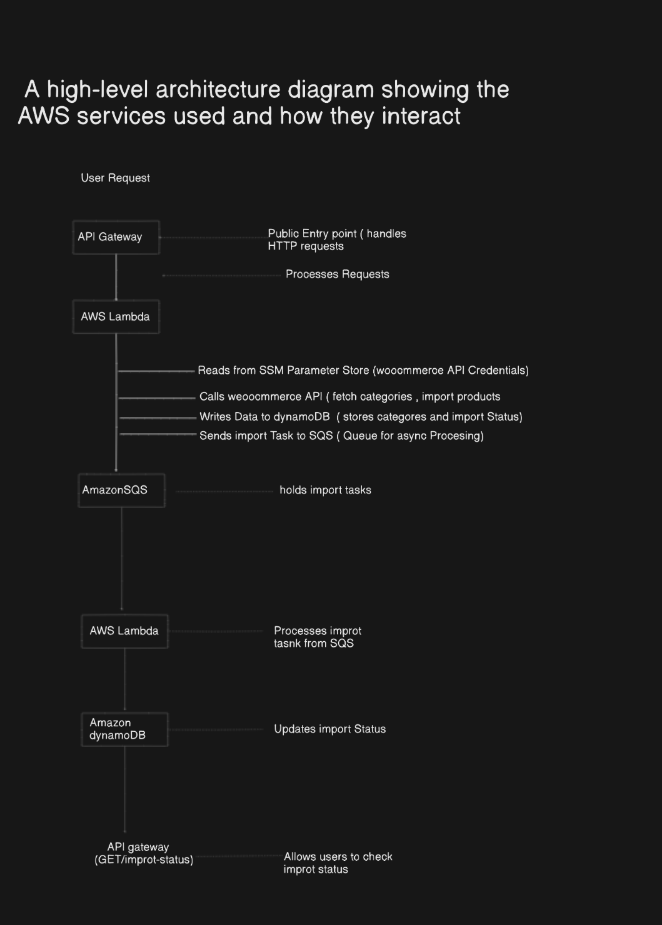 A high-level architecture diagram showing the
AWS services used and how they interact
User Request
API Gateway
Public Entry point ( handles
HTTP requests
Processes Requests
AWS Lambda
Reads from SSM Parameter Store (wooommeroe API Credentials)
Calls weooommerce API ( fetch categories , import products
Writes Data to dynamoDB ( stores categores and import Status)
Sends import Task to SQS ( Queue for async Procesing)
AmazonSQS
holds import tasks
AWS Lambda
Processes improt
tasnk from SQS
Amazon
dynamoDB
Updates import Status
API gateway
(GET/improt-status)
Allows users to check
improt status